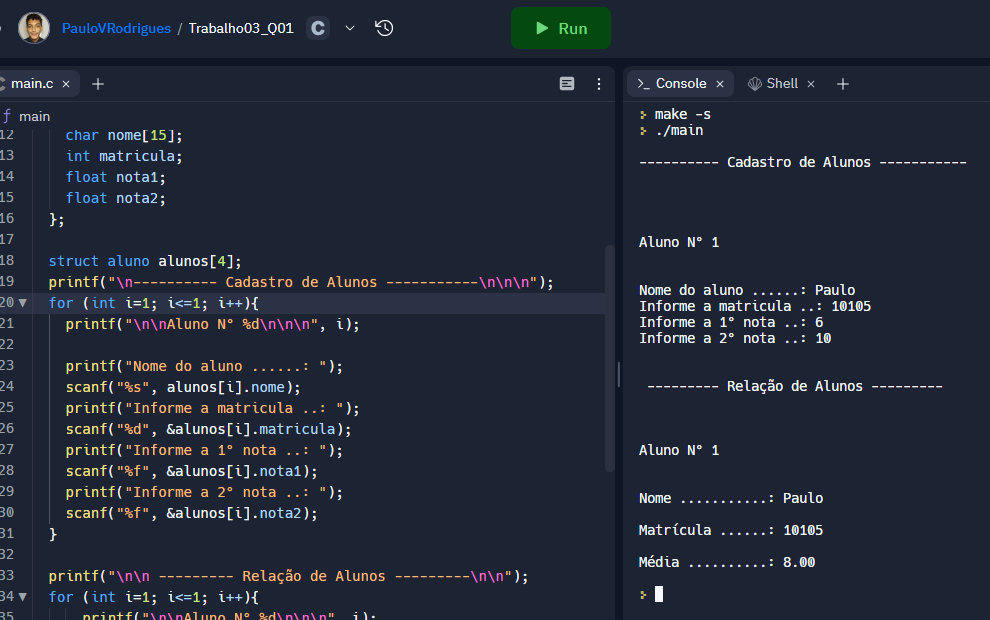 PauloVRodrigues / Trabalho03_Q01 C
Run
main.c × +
main
12 char nome[15];
13 int matricula;
14 float nota1;
15 float nota2;
16 };
17
18 struct aluno alunos[4];
19 printf("\n---------- Cadastro de Alunos -----------\n\n\n");
20 for (int i=1; i<=1; i++){
21 printf("\n\nAluno N° %d\n\n\n", i);
22
23 printf("Nome do aluno ......: ");
24 scanf("%s", alunos[i].nome);
25 printf("Informe a matricula ..: ");
26 scanf("%d", &alunos[i].matricula);
27 printf("Informe a 1° nota ..: ");
28 scanf("%f", &alunos[i].nota1);
29 printf("Informe a 2° nota ..: ");
30 scanf("%f", &alunos[i].nota2);
31 }
32
33 printf("\n\n --------- Relação de Alunos ---------\n\n");
34 for (int i=1; i<=1; i++){
35 printf("\n\nAluno N° %d\n\n\n", i);
>_ Console × Shell × +
make -s
./main
---------- Cadastro de Alunos -----------
Aluno N° 1
Nome do aluno ......: Paulo
Informe a matricula ..: 10105
Informe a 1° nota ..: 6
Informe a 2° nota ..: 10
--------- Relação de Alunos ---------
Aluno N° 1
Nome ...........: Paulo
Matrícula ......: 10105
Média ..........: 8.00